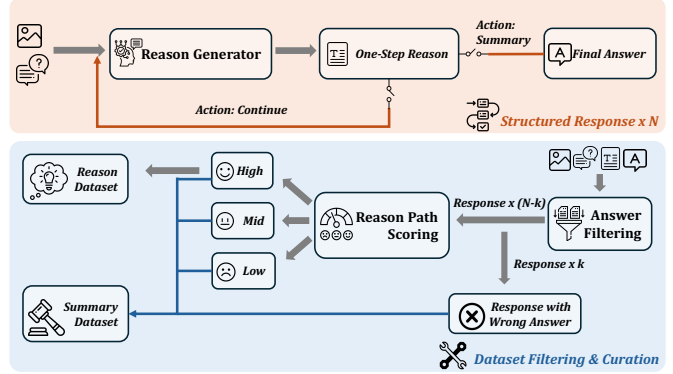 Action:
Summary
Reason Generator
One-Step Reason
Final Answer
Action: Continue
Structured Response x N
Reason
Dataset
High
Mid
Low
Reason Path
Scoring
Response x (N-k)
Answer
Filtering
Response x k
Summary
Dataset
Response with
Wrong Answer
Dataset Filtering & Curation